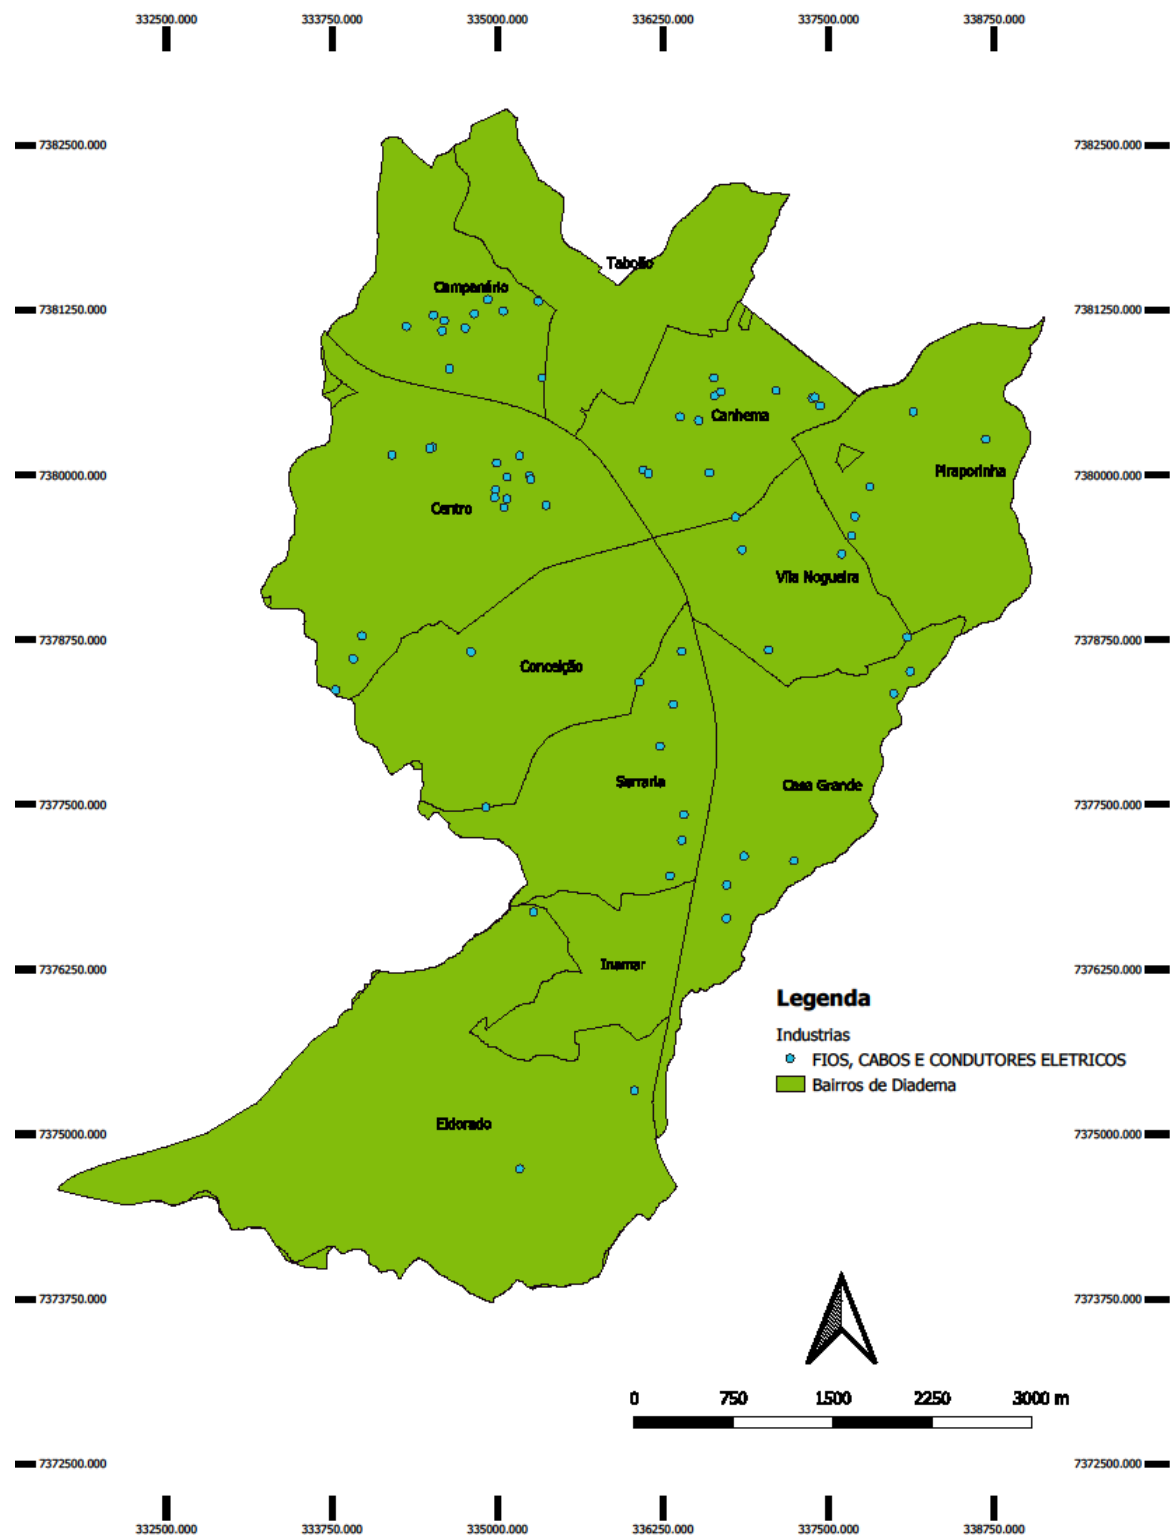 332500.000 333750.000 335000.000 336250.000 337500.000 338750.000
7382500.000 7382500.000
Taboão
Campanário
7381250.000 7381250.000
Canhema
7380000.000 7380000.000
Piraporinha
Centro
Vila Nogueira
7378750.000 7378750.000
Conceição
Serraria
Casa Grande
7377500.000 7377500.000
Inamar
7376250.000 7376250.000
Legenda
Industrias
FIOS, CABOS E CONDUTORES ELETRICOS
Bairros de Diadema
Eldorado
7375000.000 7375000.000
7373750.000 7373750.000
0 750 1500 2250 3000 m
7372500.000 7372500.000
332500.000 333750.000 335000.000 336250.000 337500.000 338750.000